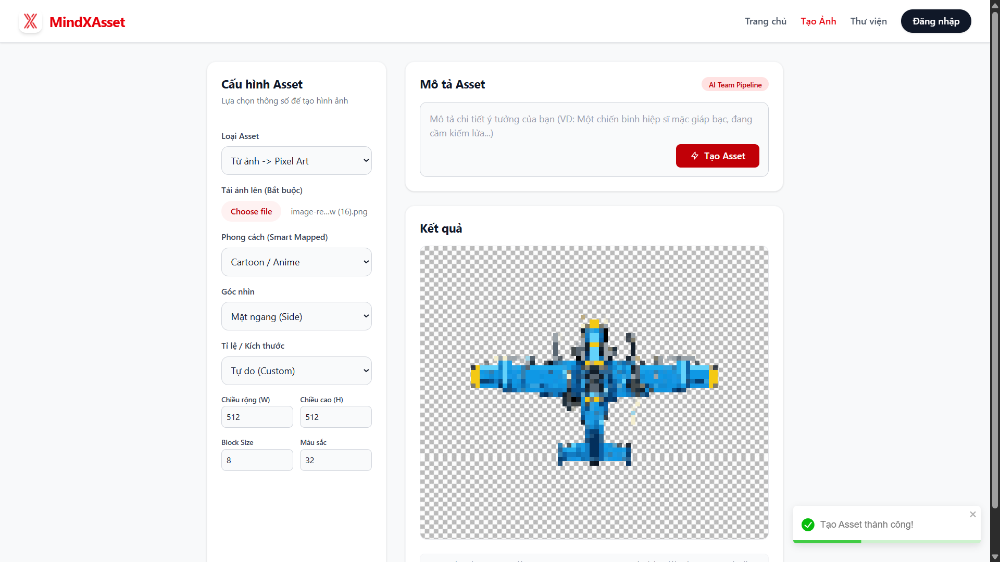 MindXAsset
Trang chủ
Tạo Ảnh
Thư viện
Đăng nhập
Cấu hình Asset
Lựa chọn thông số để tạo hình ảnh
Loại Asset
Từ ảnh -> Pixel Art
Tải ảnh lên (Bắt buộc)
Choose file
image-re...w (16).png
Phong cách (Smart Mapped)
Cartoon / Anime
Góc nhìn
Mặt ngang (Side)
Tỉ lệ / Kích thước
Tự do (Custom)
Chiều rộng (W)
Chiều cao (H)
512
512
Block Size
Màu sắc
8
32
Mô tả Asset
AI Team Pipeline
Mô tả chi tiết ý tưởng của bạn (VD: Một chiến binh hiệp sĩ mặc giáp bạc, đang
cầm kiếm lửa...)
Tạo Asset
Kết quả
Tạo Asset thành công!